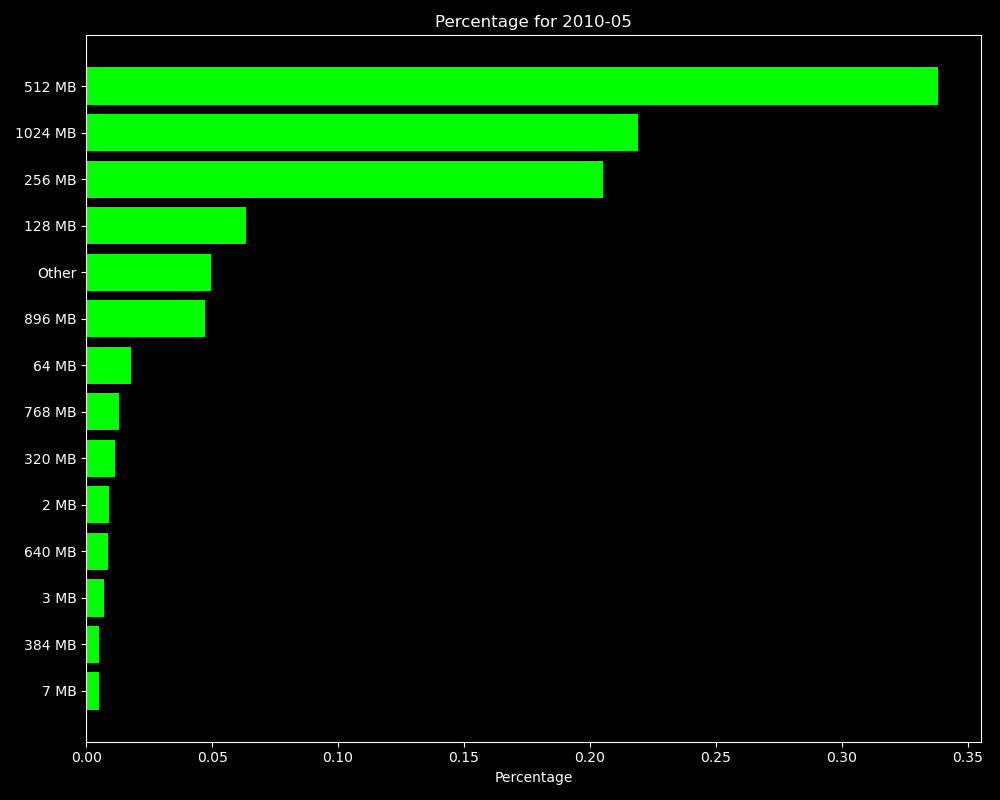 Percentage for 2010-05
512 MB
1024 MB
256 MB
128 MB
Other
896 MB
64 MB
768 MB
320 MB
2 MB
640 MB
3 MB
384 MB
7 MB
0.00 0.05 0.10 0.15 0.20 0.25 0.30 0.35
Percentage